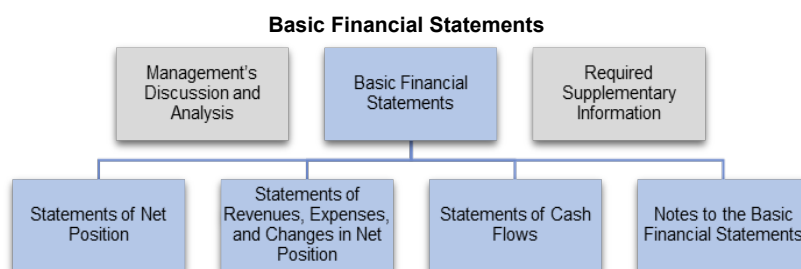 Basic Financial Statements
Management's
Discussion and
Analysis
Basic Financial
Statements
Required
Supplementary
Information
Statements of Net
Position
Statements of
Revenues, Expenses,
and Changes in Net
Position
Statements of Cash
Flows
Notes to the Basic
Financial Statements